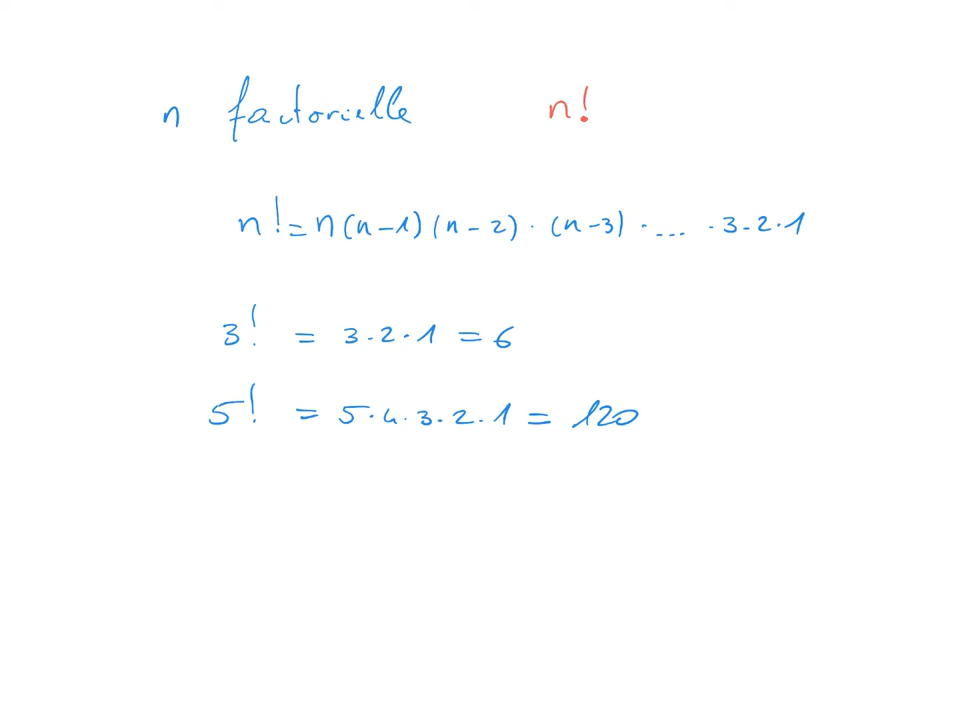 n factorielle n!
n! = n(n-1)(n-2)·(n-3)·...·3·2·1
3! = 3·2·1 = 6
5! = 5·4·3·2·1 = 120